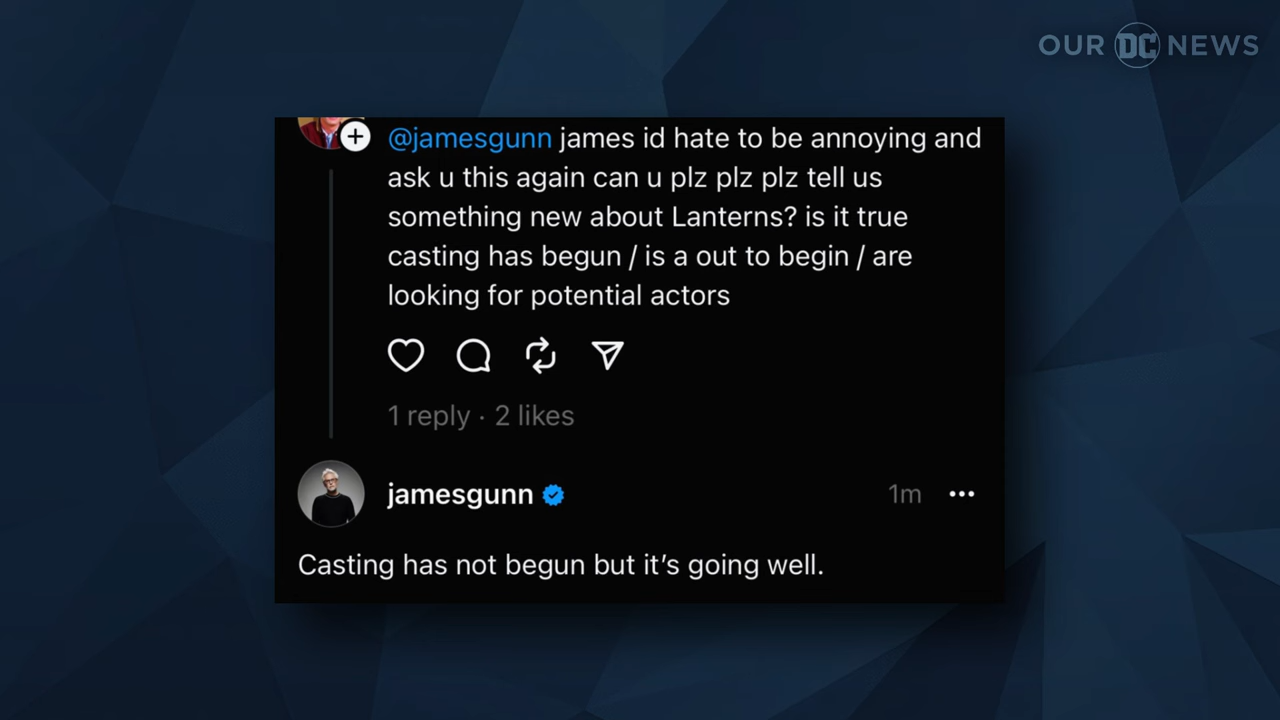 OUR DC NEWS
@jamesgunn james id hate to be annoying and
ask u this again can u plz plz plz tell us
something new about Lanterns? is it true
casting has begun / is a out to begin / are
looking for potential actors
1 reply · 2 likes
jamesgunn 1m
Casting has not begun but it’s going well.